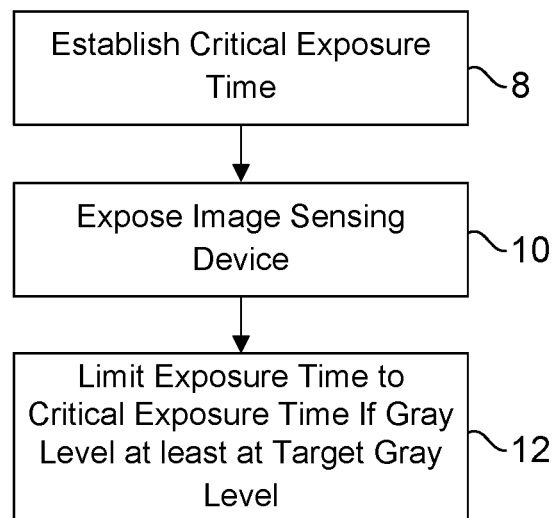 Establish Critical Exposure
Time
8
Expose Image Sensing
Device
10
Limit Exposure Time to
Critical Exposure Time If Gray
Level at least at Target Gray
Level
12